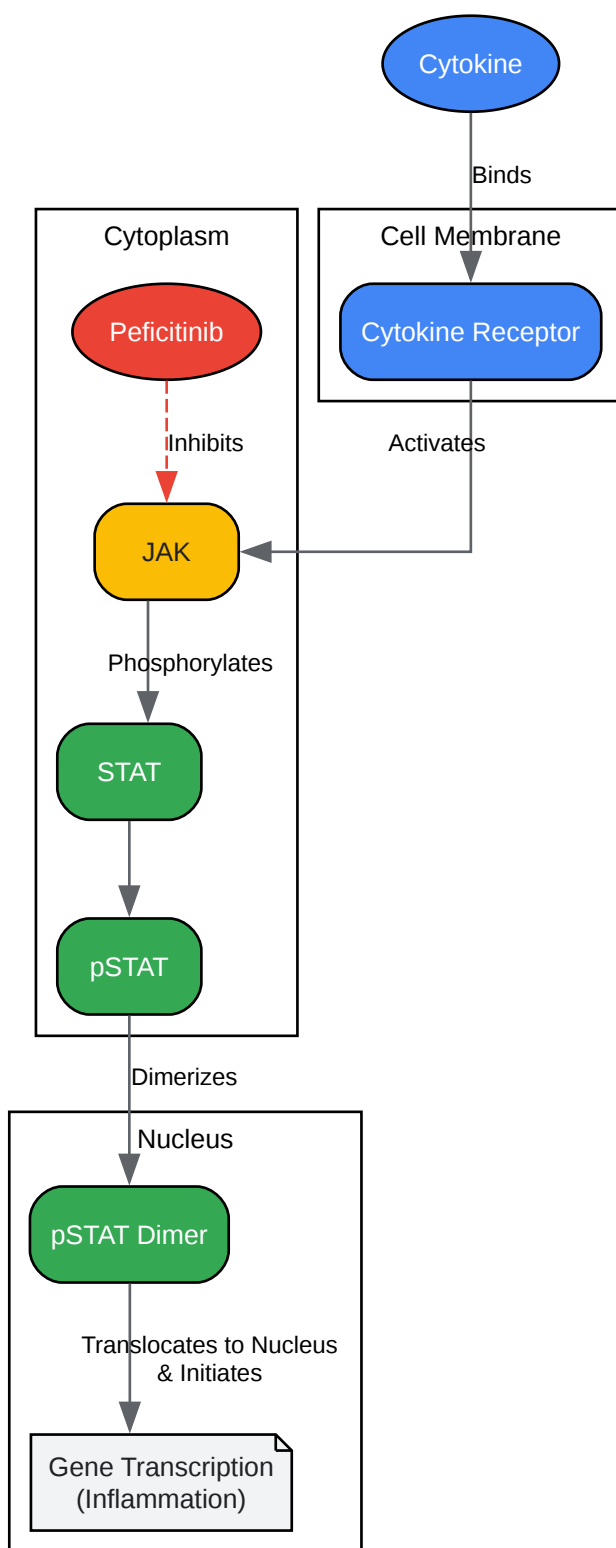 Cytokine
Binds
Cytoplasm
Cell Membrane
Peficitinib
Cytokine Receptor
Inhibits
Activates
JAK
Phosphorylates
STAT
pSTAT
Dimerizes
Nucleus
pSTAT Dimer
Translocates to Nucleus
& Initiates
Gene Transcription
(Inflammation)